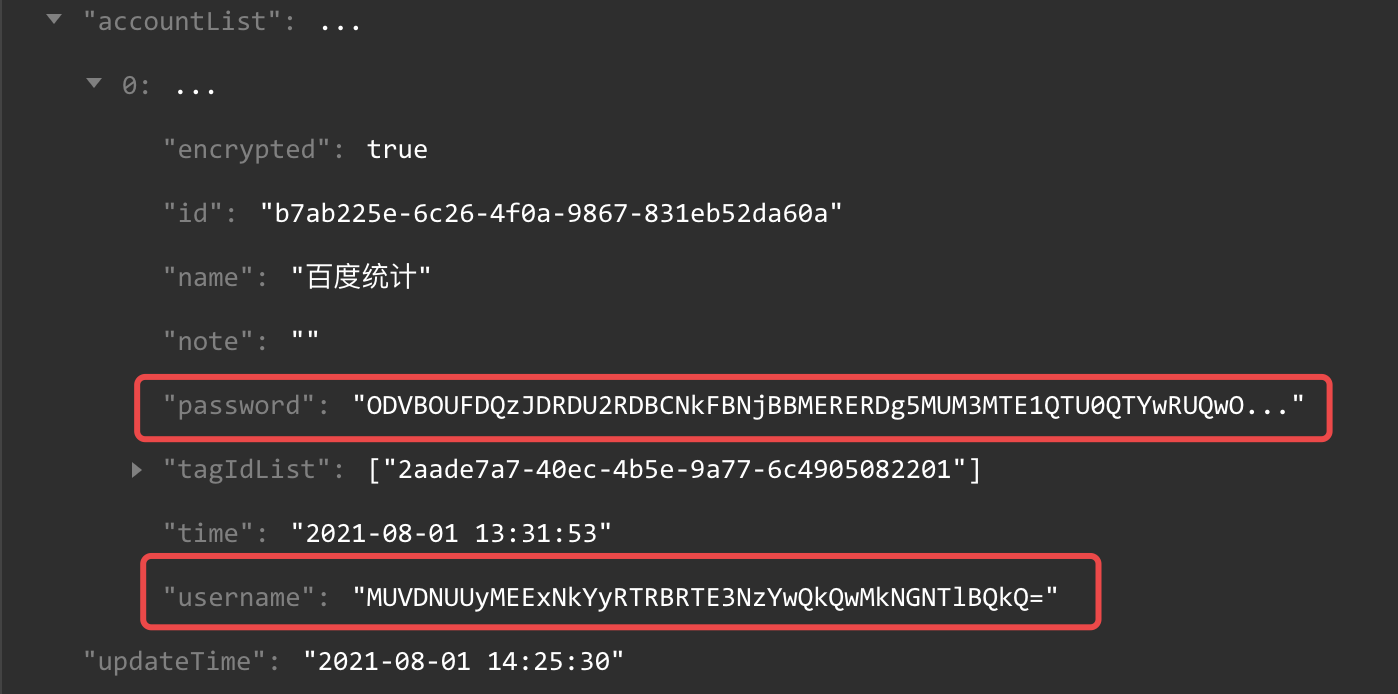 "accountList": ...
0: ...
"encrypted": true
"id": "b7ab225e-6c26-4f0a-9867-831eb52da60a"
"name": "百度统计"
"note": ""
"password": "ODVBOUFDQzJDRDU2RDBCNkFBNjBBMERERDg5MUM3MTE1QTU0QTYwRUQwO..."
"tagIdList": ["2aade7a7-40ec-4b5e-9a77-6c4905082201"]
"time": "2021-08-01 13:31:53"
"username": "MUVDNUUyMEExNkYyRTRBRTE3NzYwQkQwMkNGNTlBQkQ="
"updateTime": "2021-08-01 14:25:30"